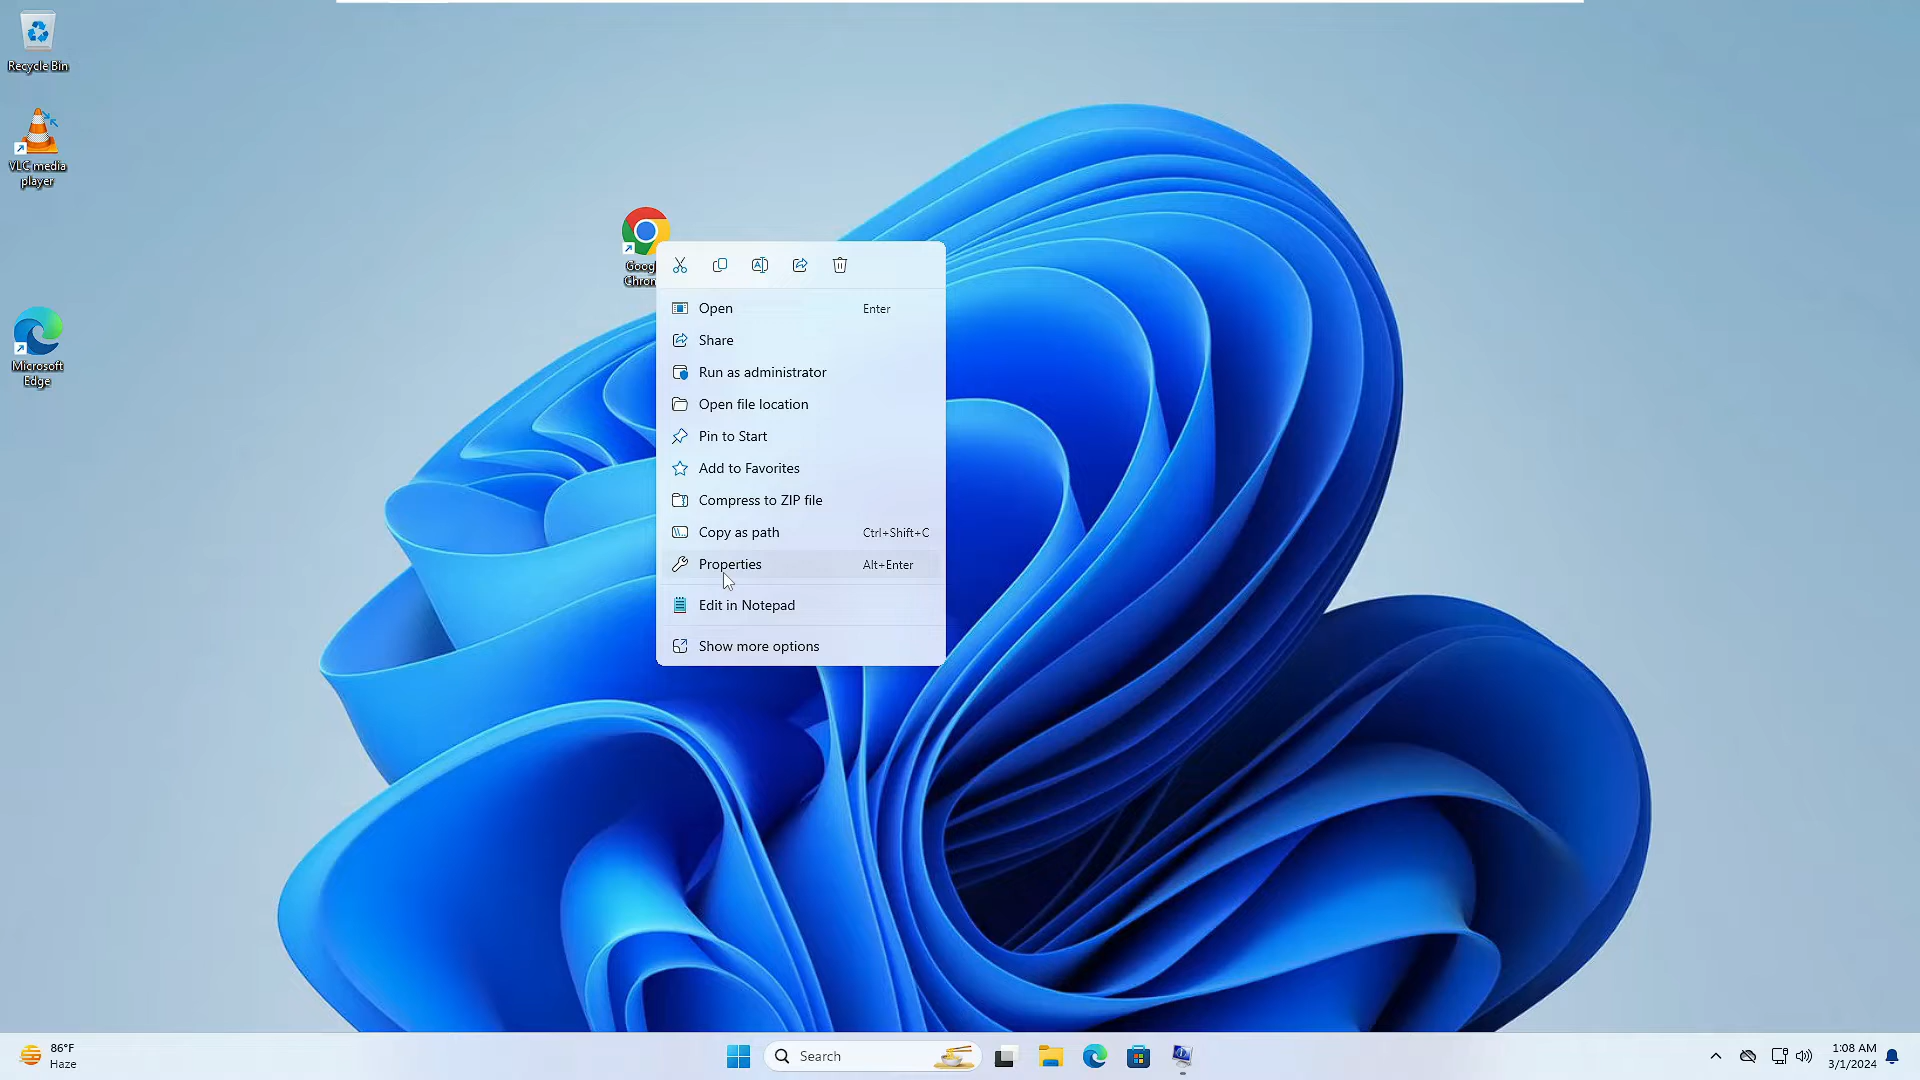 Recycle Bin
VLC media
player
Microsoft
Edge
Open Enter
Share
Run as administrator
Open file location
Pin to Start
Add to Favorites
Compress to ZIP file
Copy as path Ctrl+Shift+C
Properties Alt+Enter
Edit in Notepad
Show more options
86°F
Haze
Search
1:08 AM
3/1/2024